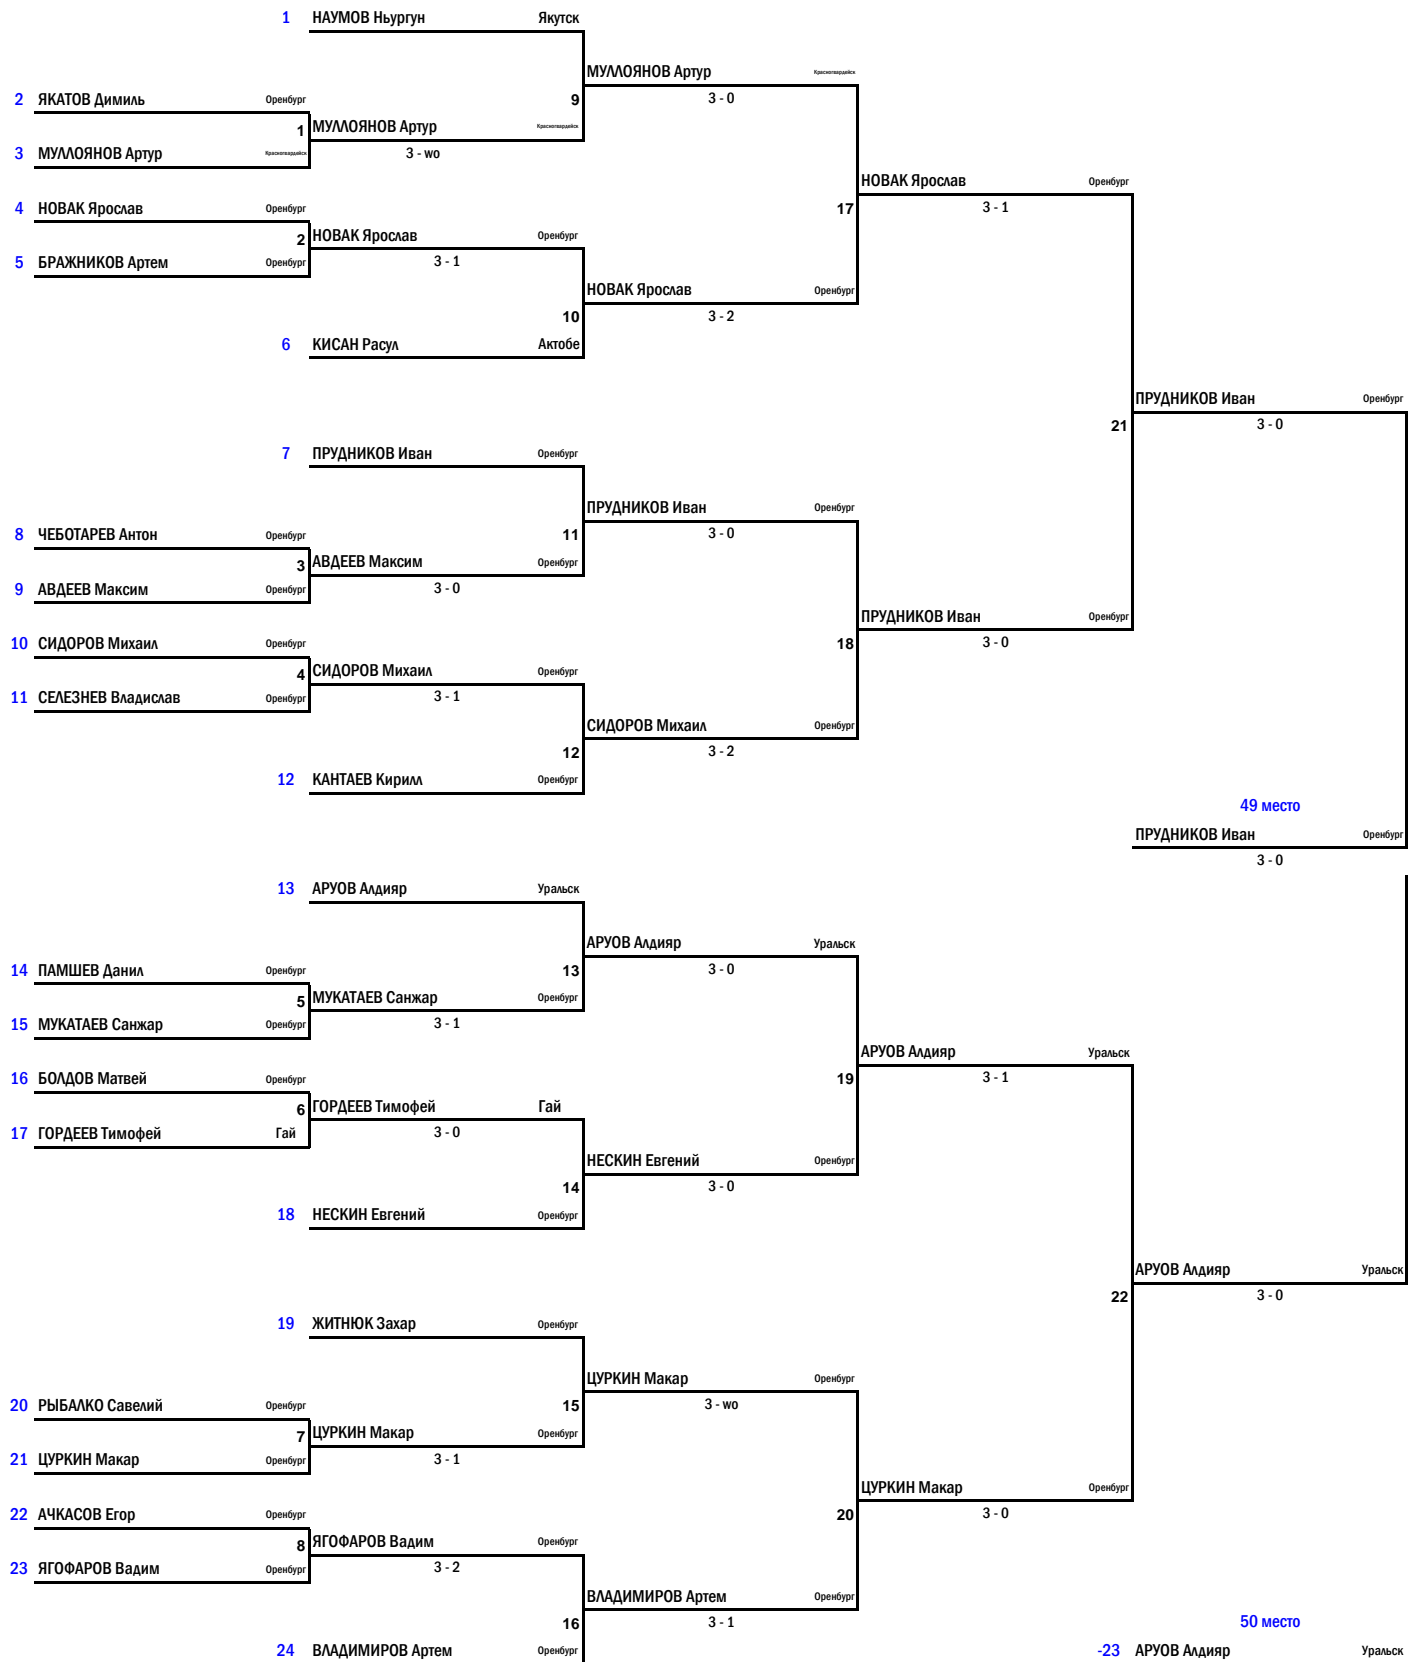 1 НАУМОВ Ньургун Якутск
МУЛЛОЯНОВ Артур Красногвардейск
2 ЯКАТОВ Димиль Оренбург 9 3 - 0
1 МУЛЛОЯНОВ Артур Красногвардейск
3 МУЛЛОЯНОВ Артур Красногвардейск 3 - wo
НОВАК Ярослав Оренбург
4 НОВАК Ярослав Оренбург 17 3 - 1
2 НОВАК Ярослав Оренбург
5 БРАЖНИКОВ Артем Оренбург 3 - 1
НОВАК Ярослав Оренбург
10 3 - 2
6 КИСАН Расул Актобе
ПРУДНИКОВ Иван Оренбург
21 3 - 0
7 ПРУДНИКОВ Иван Оренбург
ПРУДНИКОВ Иван Оренбург
8 ЧЕБОТАРЕВ Антон Оренбург 11 3 - 0
3 АВДЕЕВ Максим Оренбург
9 АВДЕЕВ Максим Оренбург 3 - 0
ПРУДНИКОВ Иван Оренбург
10 СИДОРОВ Михаил Оренбург 18 3 - 0
4 СИДОРОВ Михаил Оренбург
11 СЕЛЕЗНЕВ Владислав Оренбург 3 - 1
СИДОРОВ Михаил Оренбург
12 3 - 2
12 КАНТАЕВ Кирилл Оренбург
49 место
ПРУДНИКОВ Иван Оренбург
3 - 0
13 АРУОВ Алдияр Уральск
АРУОВ Алдияр Уральск
14 ПАМШЕВ Данил Оренбург 13 3 - 0
5 МУКАТАЕВ Санжар Оренбург
15 МУКАТАЕВ Санжар Оренбург 3 - 1
АРУОВ Алдияр Уральск
16 БОЛДОВ Матвей Оренбург 19 3 - 1
6 ГОРДЕЕВ Тимофей Гай
17 ГОРДЕЕВ Тимофей Гай 3 - 0
НЕСКИН Евгений Оренбург
14 3 - 0
18 НЕСКИН Евгений Оренбург
АРУОВ Алдияр Уральск
22 3 - 0
19 ЖИТНЮК Захар Оренбург
ЦУРКИН Макар Оренбург
20 РЫБАЛКО Савелий Оренбург 15 3 - wo
7 ЦУРКИН Макар Оренбург
21 ЦУРКИН Макар Оренбург 3 - 1
ЦУРКИН Макар Оренбург
22 АЧКАСОВ Егор Оренбург 20 3 - 0
8 ЯГОФАРОВ Вадим Оренбург
23 ЯГОФАРОВ Вадим Оренбург 3 - 2
ВЛАДИМИРОВ Артем Оренбург
16 3 - 1 50 место
24 ВЛАДИМИРОВ Артем Оренбург -23 АРУОВ Алдияр Уральск